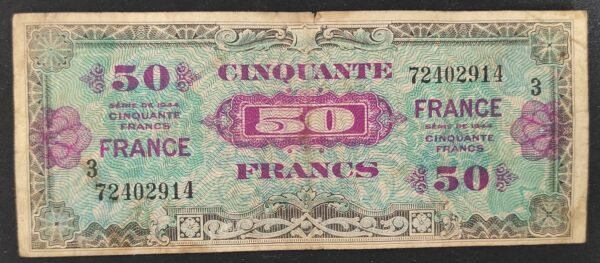 50
SÉRIE DE 1944
CINQUANTE
FRANCS
FRANCE
3
72402914
CINQUANTE
50
FRANCS
72402914
3
FRANCE
SÉRIE DE 1944
CINQUANTE
FRANCS
50